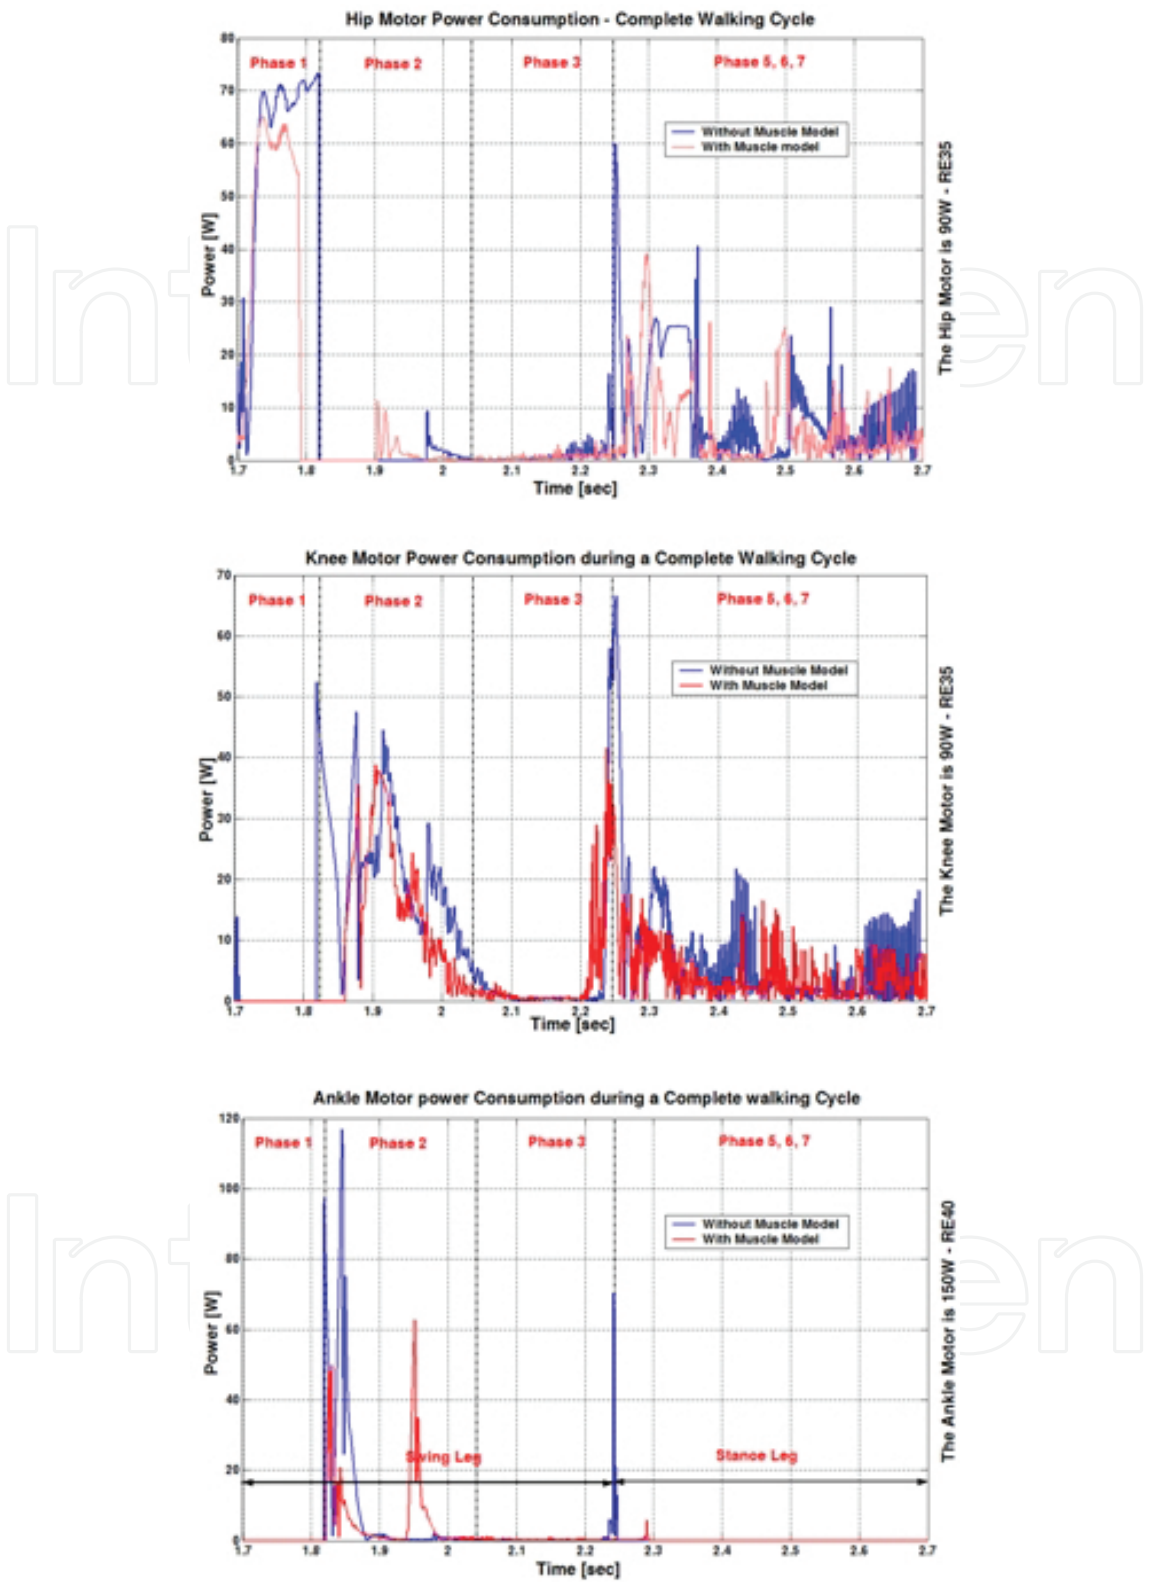 Hip Motor Power Consumption - Complete Walking Cycle
80
Phase 1
Phase 2
Phase 3
Phase 5, 6, 7
70
60
Without Muscle Model
With Muscle model
50
40
30
20
10
0
Power [W]
1.7 1.8 1.9 2 2.1 2.2 2.3 2.4 2.5 2.6 2.7
Time [sec]
The Hip Motor is 90W - RE35
Knee Motor Power Consumption during a Complete Walking Cycle
70
Phase 1
Phase 2
Phase 3
Phase 5, 6, 7
60
Without Muscle Model
With Muscle Model
50
40
30
20
10
0
Power [W]
1.7 1.8 1.9 2 2.1 2.2 2.3 2.4 2.5 2.6 2.7
Time [sec]
The Knee Motor is 90W - RE35
Ankle Motor power Consumption during a Complete walking Cycle
120
Phase 1
Phase 2
Phase 3
Phase 5, 6, 7
100
Without Muscle Model
With Muscle Model
80
60
40
20
0
Swing Leg
Stance Leg
Power [W]
1.7 1.8 1.9 2 2.1 2.2 2.3 2.4 2.5 2.6 2.7
Time [sec]
The Ankle Motor is 150W - RE40